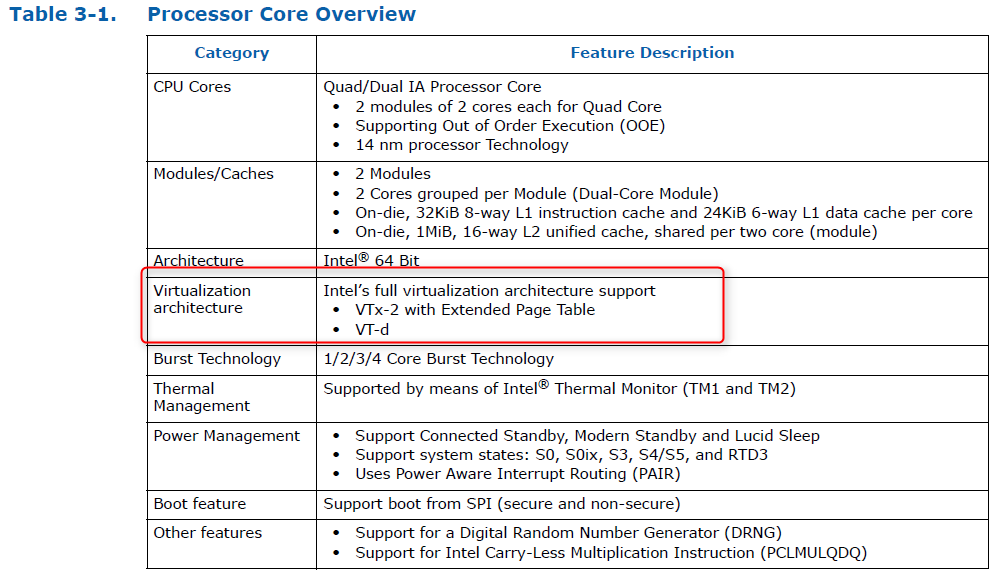 Table 3-1. Processor Core Overview
Category Feature Description
CPU Cores Quad/Dual IA Processor Core
• 2 modules of 2 cores each for Quad Core
• Supporting Out of Order Execution (OOE)
• 14 nm processor Technology
Modules/Caches • 2 Modules
• 2 Cores grouped per Module (Dual-Core Module)
• On-die, 32KiB 8-way L1 instruction cache and 24KiB 6-way L1 data cache per core
• On-die, 1MiB, 16-way L2 unified cache, shared per two core (module)
Architecture Intel® 64 Bit
Virtualization Intel’s full virtualization architecture support
architecture • VTx-2 with Extended Page Table
• VT-d
Burst Technology 1/2/3/4 Core Burst Technology
Thermal Supported by means of Intel® Thermal Monitor (TM1 and TM2)
Management
Power Management • Support Connected Standby, Modern Standby and Lucid Sleep
• Support system states: S0, S0ix, S3, S4/S5, and RTD3
• Uses Power Aware Interrupt Routing (PAIR)
Boot feature Support boot from SPI (secure and non-secure)
Other features • Support for a Digital Random Number Generator (DRNG)
• Support for Intel Carry-Less Multiplication Instruction (PCLMULQDQ)